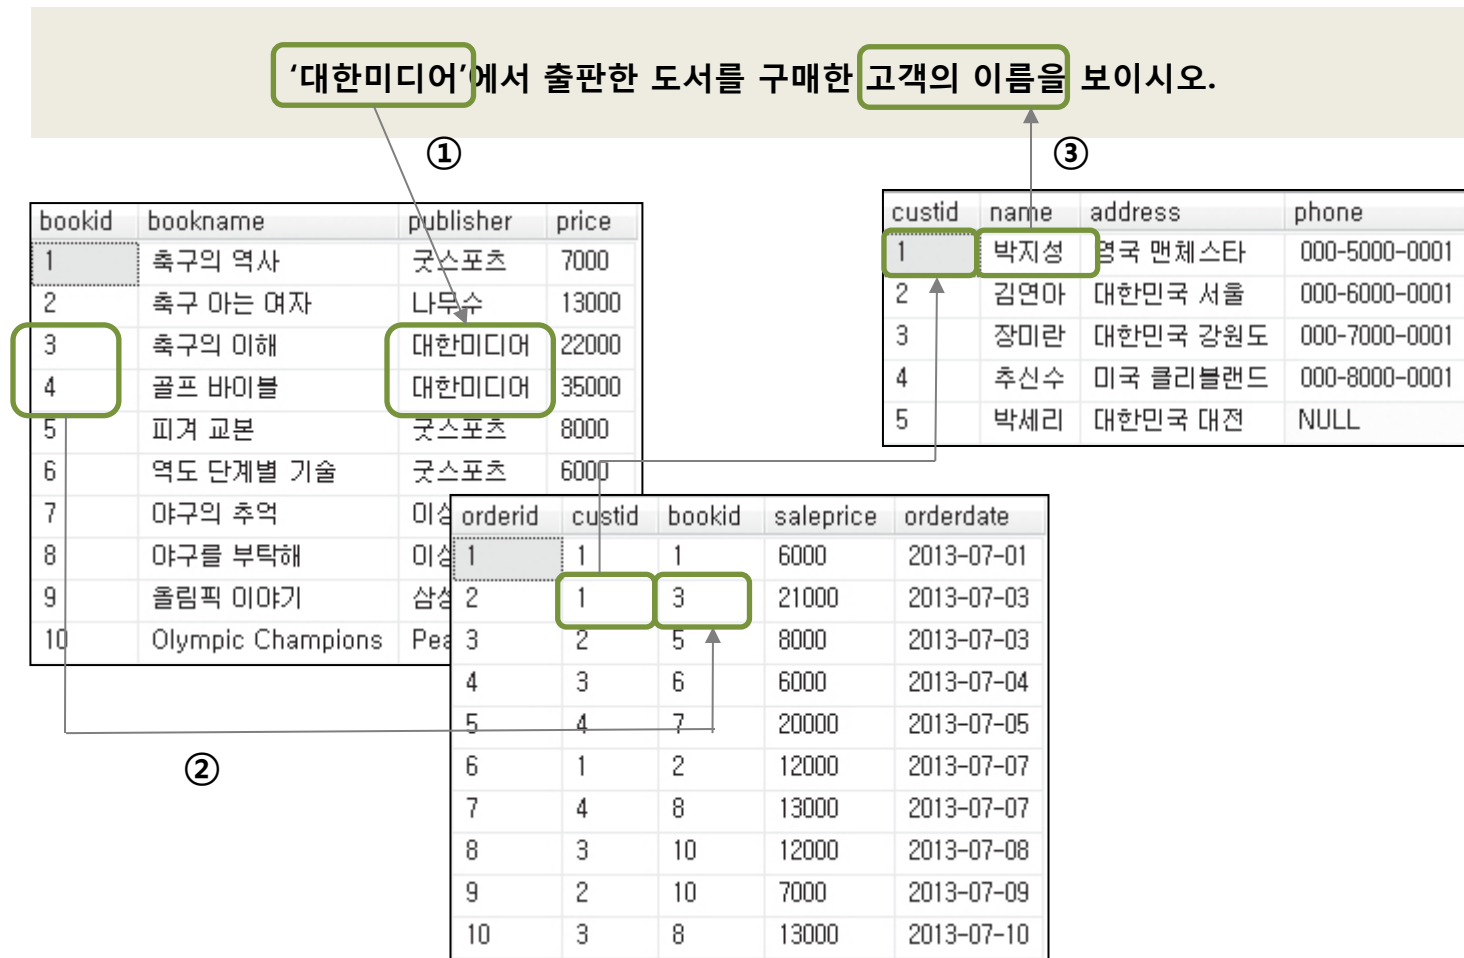 ‘대한미디어’에서 출판한 도서를 구매한 고객의 이름을 보이시오.
①
③
bookid bookname publisher price
1 축구의 역사 굿스포츠 7000
2 축구 아는 여자 나무수 13000
3 축구의 이해 대한미디어 22000
4 골프 바이블 대한미디어 35000
5 피겨 교본 굿스포츠 8000
6 역도 단계별 기술 굿스포츠 6000
7 야구의 추억 이상
8 야구를 부탁해 이상
9 올림픽 이야기 삼성
10 Olympic Champions Pea
custid name address phone
1 박지성 영국 맨체스타 000-5000-0001
2 김연아 대한민국 서울 000-6000-0001
3 장미란 대한민국 강원도 000-7000-0001
4 추신수 미국 클리블랜드 000-8000-0001
5 박세리 대한민국 대전 NULL
orderid custid bookid saleprice orderdate
1 1 1 6000 2013-07-01
2 1 3 21000 2013-07-03
3 2 5 8000 2013-07-03
4 3 6 6000 2013-07-04
5 4 7 20000 2013-07-05
6 1 2 12000 2013-07-07
7 4 8 13000 2013-07-07
8 3 10 12000 2013-07-08
9 2 10 7000 2013-07-09
10 3 8 13000 2013-07-10
②